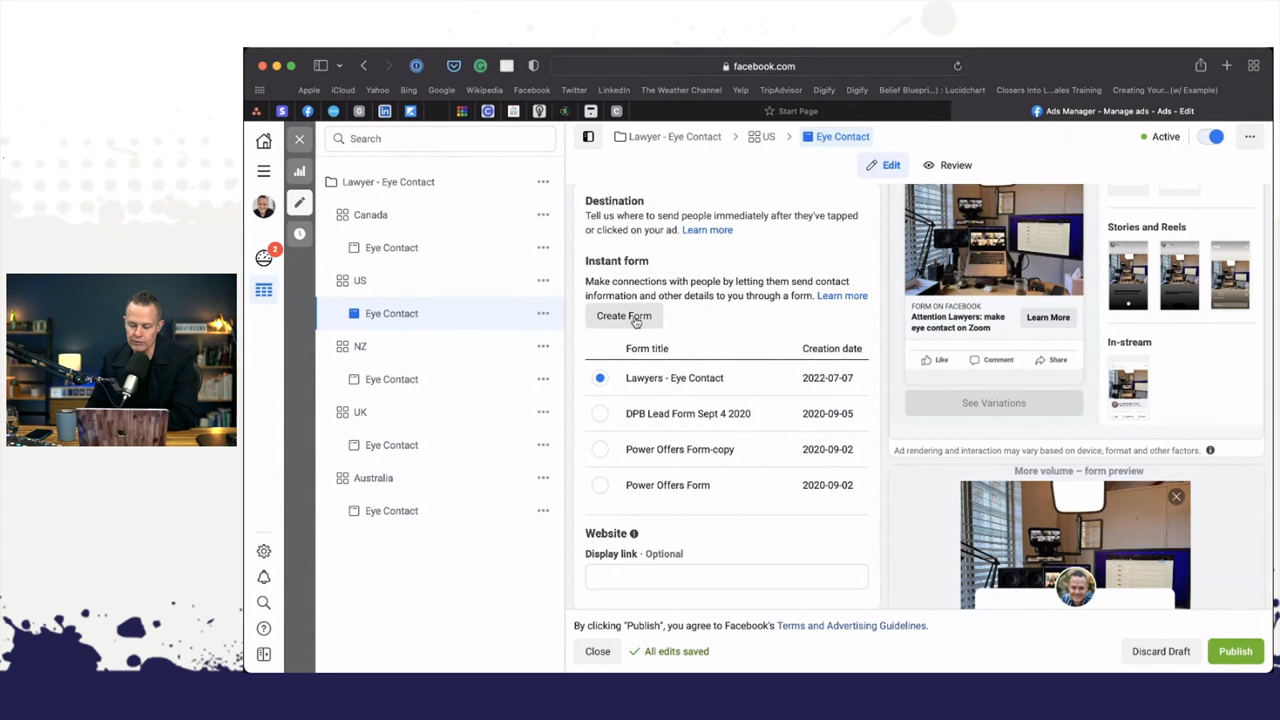 facebook.com
Apple iCloud Yahoo Bing Google Wikipedia Facebook Twitter LinkedIn The Weather Channel Yelp TripAdvisor Digify Digify Belief Blueprin...) : Lucidchart Closers Into L....ales Training Creating Your...(w/ Example)
Start Page
Ads Manager - Manage ads - Ads - Edit
Search
Lawyer - Eye Contact
US
Eye Contact
Active
Edit
Review
2
Lawyer - Eye Contact
Canada
Eye Contact
US
Eye Contact
NZ
Eye Contact
UK
Eye Contact
Australia
Eye Contact
Destination
Tell us where to send people immediately after they've tapped
or clicked on your ad. Learn more
Instant form
Make connections with people by letting them send contact
information and other details to you through a form. Learn more
Create Form
Form title Creation date
Lawyers - Eye Contact 2022-07-07
DPB Lead Form Sept 4 2020 2020-09-05
Power Offers Form-copy 2020-09-02
Power Offers Form 2020-09-02
Website
Display link · Optional
FORM ON FACEBOOK
Attention Lawyers: make
eye contact on Zoom
Learn More
Like Comment Share
See Variations
Stories and Reels
In-stream
Ad rendering and interaction may vary based on device, format and other factors.
More volume – form preview
By clicking "Publish", you agree to Facebook's Terms and Advertising Guidelines.
Close
All edits saved
Discard Draft
Publish